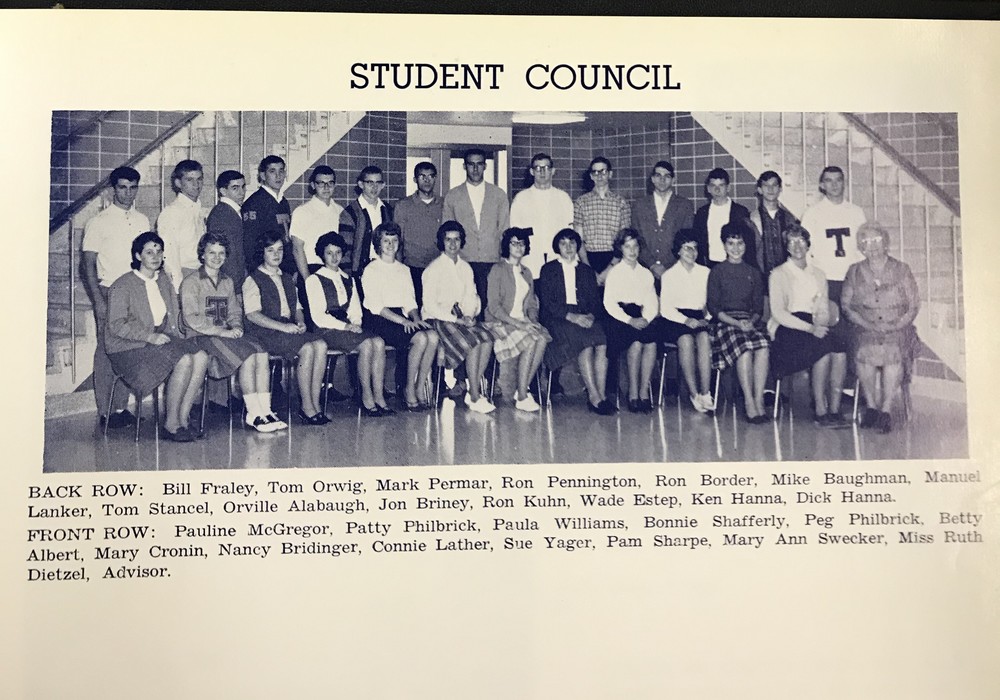 STUDENT COUNCIL
55
T
T
T
BACK ROW: Bill Fraley, Tom Orwig, Mark Permar, Ron Pennington, Ron Border, Mike Baughman, Manuel
Lanker, Tom Stancel, Orville Alabaugh, Jon Briney, Ron Kuhn, Wade Estep, Ken Hanna, Dick Hanna.
FRONT ROW: Pauline McGregor, Patty Philbrick, Paula Williams, Bonnie Shafferly, Peg Philbrick, Betty
Albert, Mary Cronin, Nancy Bridinger, Connie Lather, Sue Yager, Pam Sharpe, Mary Ann Swecker, Miss Ruth
Dietzel, Advisor.